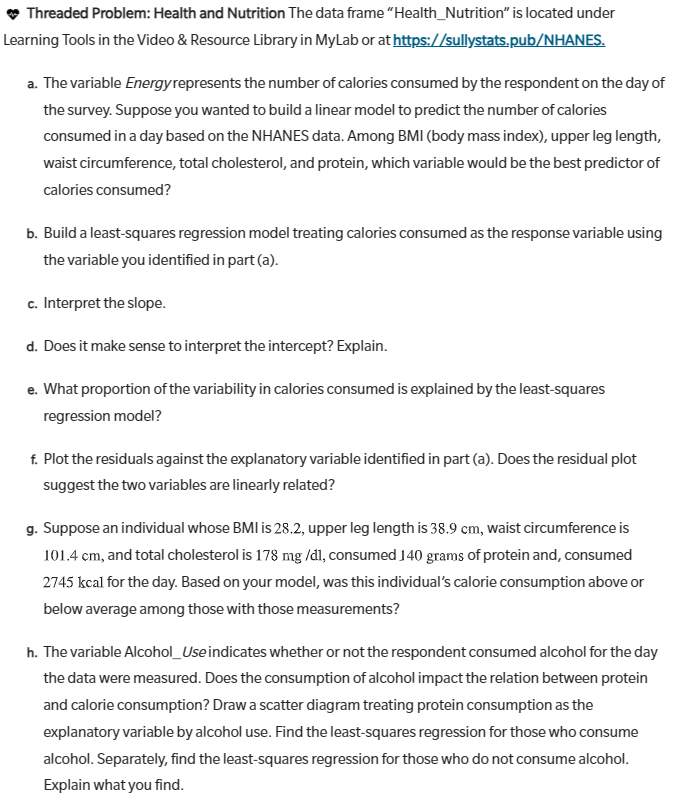 Threaded Problem: Health and Nutrition The data frame “Health_Nutrition” is located under
Learning Tools in the Video & Resource Library in MyLab or at https://sullystats.pub/NHANES.
a. The variable Energy represents the number of calories consumed by the respondent on the day of
the survey. Suppose you wanted to build a linear model to predict the number of calories
consumed in a day based on the NHANES data. Among BMI (body mass index), upper leg length,
waist circumference, total cholesterol, and protein, which variable would be the best predictor of
calories consumed?
b. Build a least-squares regression model treating calories consumed as the response variable using
the variable you identified in part (a).
c. Interpret the slope.
d. Does it make sense to interpret the intercept? Explain.
e. What proportion of the variability in calories consumed is explained by the least-squares
regression model?
f. Plot the residuals against the explanatory variable identified in part (a). Does the residual plot
suggest the two variables are linearly related?
g. Suppose an individual whose BMI is 28.2, upper leg length is 38.9 cm, waist circumference is
101.4 cm, and total cholesterol is 178 mg /dl, consumed 140 grams of protein and, consumed
2745 kcal for the day. Based on your model, was this individual’s calorie consumption above or
below average among those with those measurements?
h. The variable Alcohol_Use indicates whether or not the respondent consumed alcohol for the day
the data were measured. Does the consumption of alcohol impact the relation between protein
and calorie consumption? Draw a scatter diagram treating protein consumption as the
explanatory variable by alcohol use. Find the least-squares regression for those who consume
alcohol. Separately, find the least-squares regression for those who do not consume alcohol.
Explain what you find.